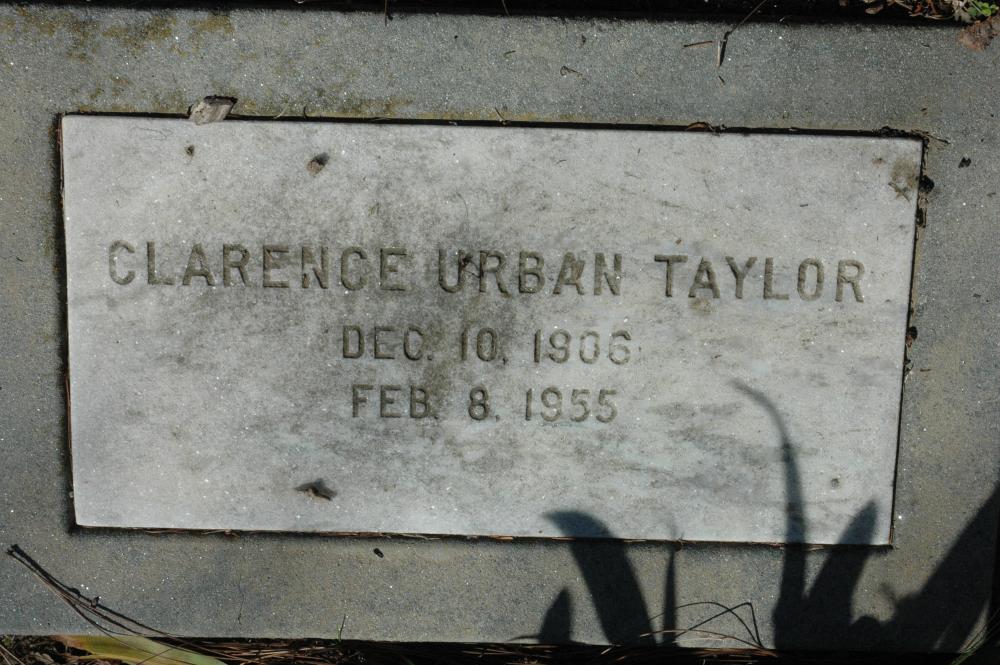 CLARENCE URBAN TAYLOR
DEC. 10, 1906
FEB. 8, 1955